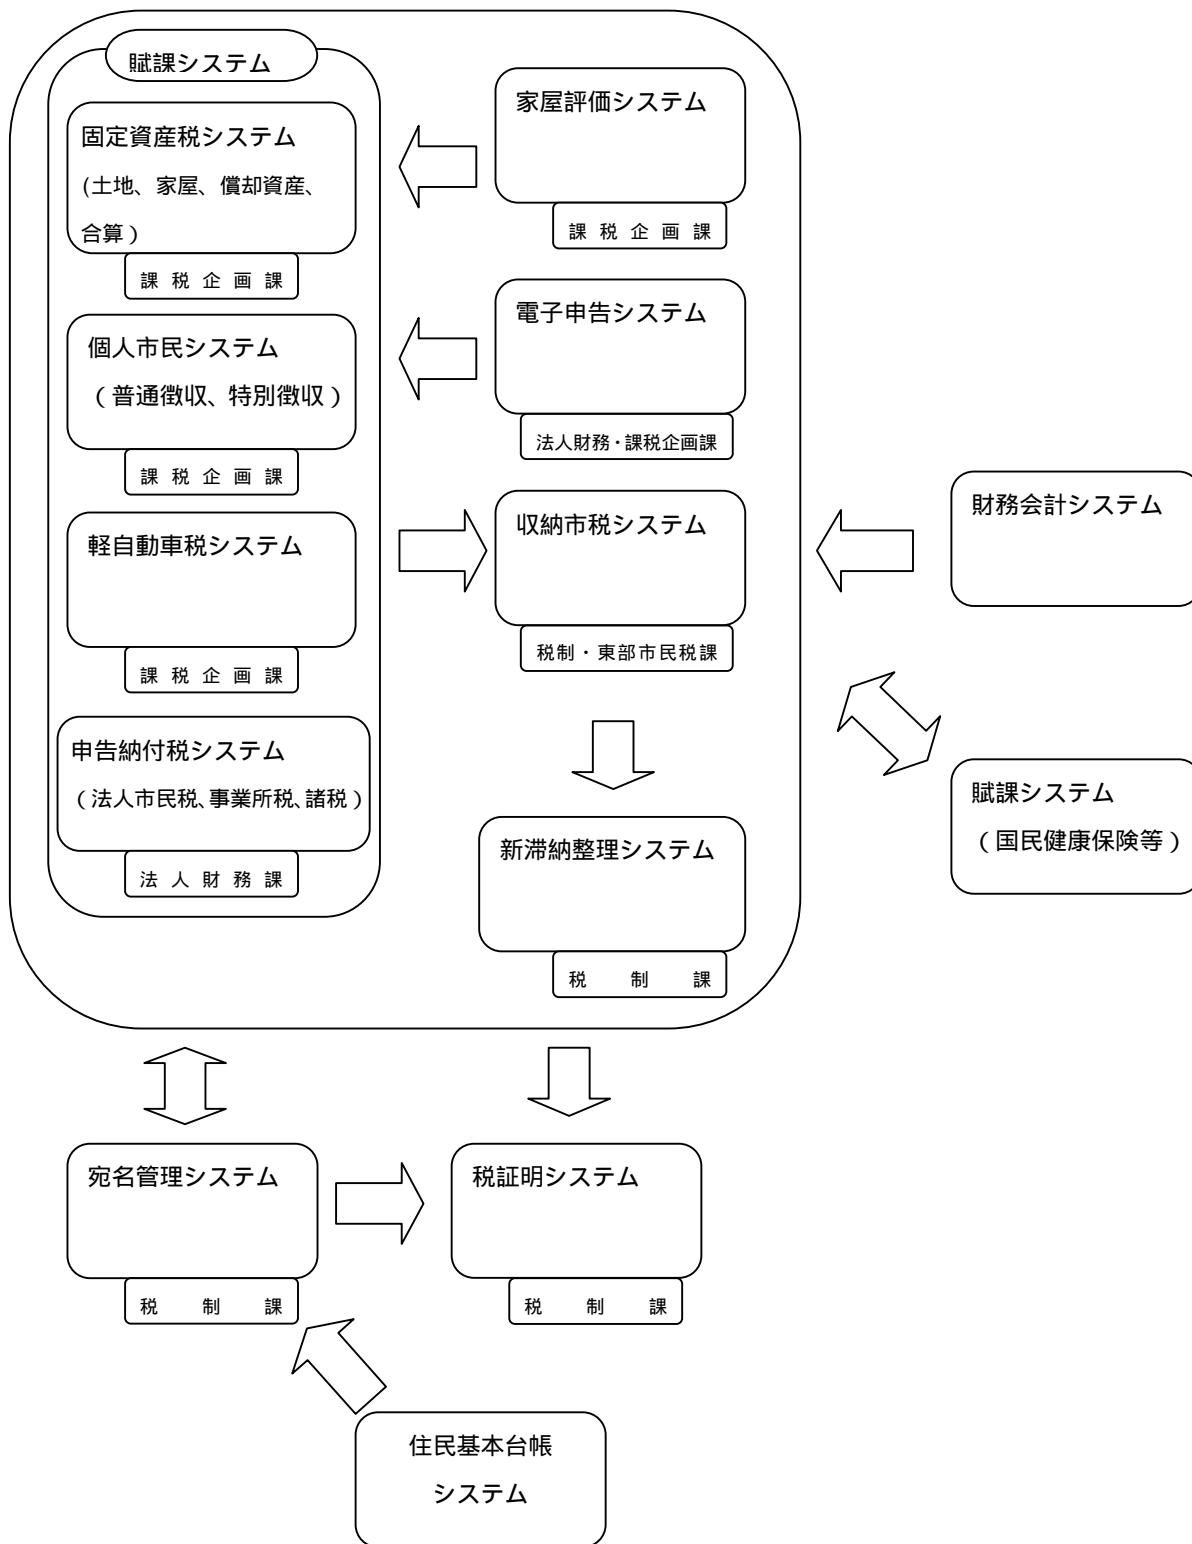 賦課システム
固定資産税システム
(土地、家屋、償却資産、
合算）
課税企画課
個人市民システム
（普通徴収、特別徴収）
課税企画課
軽自動車税システム
課税企画課
申告納付税システム
（法人市民税、事業所税、諸税）
法人財務課
家屋評価システム
課税企画課
電子申告システム
法人財務・課税企画課
収納市税システム
税制・東部市民税課
新滞納整理システム
税制課
財務会計システム
賦課システム
（国民健康保険等）
宛名管理システム
税制課
税証明システム
税制課
住民基本台帳
システム